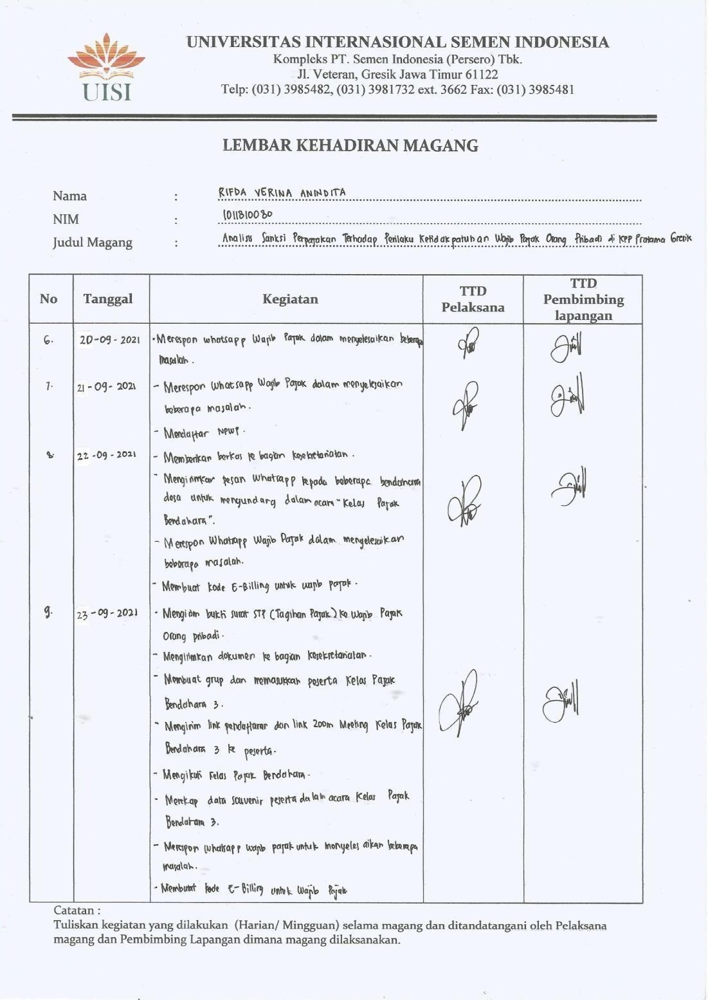 UISI
UNIVERSITAS INTERNASIONAL SEMEN INDONESIA
Kompleks PT. Semen Indonesia (Persero) Tbk.
Jl. Veteran, Gresik Jawa Timur 61122
Telp: (031) 3985482, (031) 3981732 ext. 3662 Fax: (031) 3985481
LEMBAR KEHADIRAN MAGANG
Nama : RIFDA VERINA ANINDITA
NIM : 1011810080
Judul Magang : Analisis Sanksi Perpajakan Terhadap Perilaku Ketidakpatuhan Wajib Pajak Orang Pribadi di KPP Pratama Gresik
No Tanggal Kegiatan TTD Pelaksana TTD Pembimbing lapangan
6. 20-09-2021 - Merespon whatsapp Wajib Pajak dalam menyelesaikan beberapa
masalah.
7. 21-09-2021 - Merespon Whatsapp Wajib Pajak dalam menyelesaikan
beberapa masalah.
- Mendaftar NPWP.
8. 22-09-2021 - Memberikan berkas ke bagian kesekretariatan.
- Mengirimkan pesan Whatsapp kepada beberapa bendahara
desa untuk mengundang dalam acara "Kelas Pajak
Bendahara".
- Merespon Whatsapp Wajib Pajak dalam menyelesaikan
beberapa masalah.
- Membuat kode E-Billing untuk wajib pajak.
9. 23-09-2021 - Mengirim bukti surat STP (Tagihan Pajak) ke Wajib Pajak
Orang pribadi.
- Mengirimkan dokumen ke bagian kesekretariatan.
- Membuat grup dan memasukkan peserta Kelas Pajak
Bendahara 3.
- Mengirim link pendaftaran dan link Zoom Meeting Kelas Pajak
Bendahara 3 ke peserta.
- Mengikuti Kelas Pajak Bendahara.
- Merekap data souvenir peserta dalam acara Kelas Pajak
Bendahara 3.
- Merespon Whatsapp wajib pajak untuk menyelesaikan beberapa
masalah.
- Membuat kode E-Billing untuk Wajib Pajak
Catatan :
Tuliskan kegiatan yang dilakukan (Harian/ Mingguan) selama magang dan ditandatangani oleh Pelaksana
magang dan Pembimbing Lapangan dimana magang dilaksanakan.